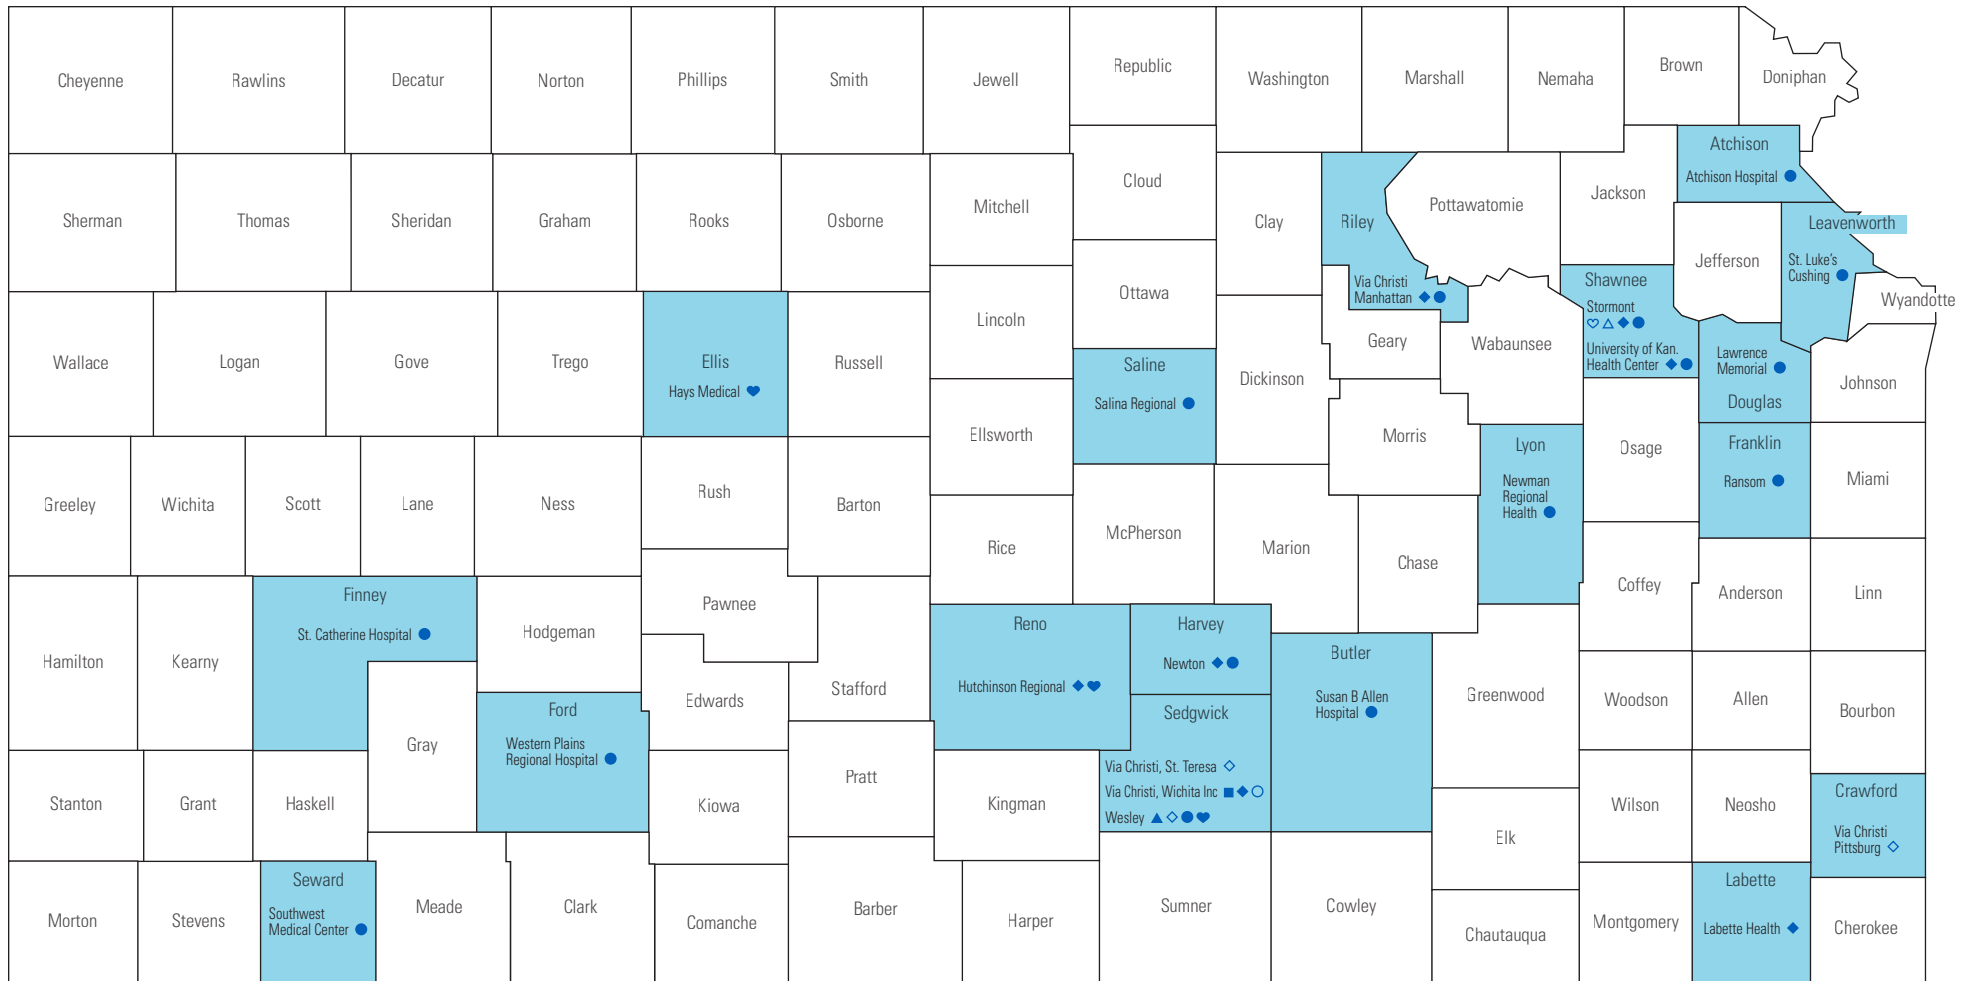 Cheyenne
Rawlins
Decatur
Norton
Phillips
Smith
Jewell
Republic
Washington
Marshall
Nemaha
Brown
Doniphan
Atchison
Atchison Hospital
Sherman
Thomas
Sheridan
Graham
Rooks
Osborne
Mitchell
Cloud
Clay
Riley
Via Christi
Manhattan
Pottawatomie
Jackson
Jefferson
Leavenworth
St. Luke's
Cushing
Wyandotte
Ottawa
Lincoln
Shawnee
Stormont
University of Kan.
Health Center
Wallace
Logan
Gove
Trego
Ellis
Hays Medical
Russell
Saline
Salina Regional
Dickinson
Geary
Wabaunsee
Lawrence
Memorial
Douglas
Johnson
Ellsworth
Morris
Lyon
Newman
Regional
Health
Osage
Franklin
Ransom
Miami
Greeley
Wichita
Scott
Lane
Ness
Rush
Barton
Rice
McPherson
Marion
Chase
Coffey
Anderson
Linn
Finney
St. Catherine Hospital
Hamilton
Kearny
Hodgeman
Pawnee
Stafford
Edwards
Reno
Hutchinson Regional
Harvey
Newton
Butler
Susan B Allen
Hospital
Greenwood
Woodson
Allen
Bourbon
Gray
Ford
Western Plains
Regional Hospital
Sedgwick
Via Christi, St. Teresa
Via Christi, Wichita Inc
Wesley
Stanton
Grant
Haskell
Kiowa
Pratt
Kingman
Elk
Wilson
Neosho
Crawford
Via Christi
Pittsburg
Morton
Stevens
Seward
Southwest
Medical Center
Meade
Clark
Comanche
Barber
Harper
Sumner
Cowley
Chautauqua
Montgomery
Labette
Labette Health
Cherokee